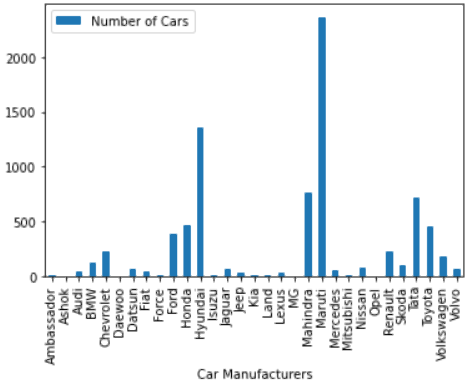 Number of Cars
2000
1500
1000
500
0
Ambassador
Ashok
Audi
BMW
Chevrolet
Daewoo
Datsun
Fiat
Force
Ford
Honda
Hyundai
Isuzu
Jaguar
Jeep
Kia
Land
Lexus
MG
Mahindra
Maruti
Mercedes
Mitsubishi
Nissan
Opel
Renault
Skoda
Tata
Toyota
Volkswagen
Volvo
Car Manufacturers